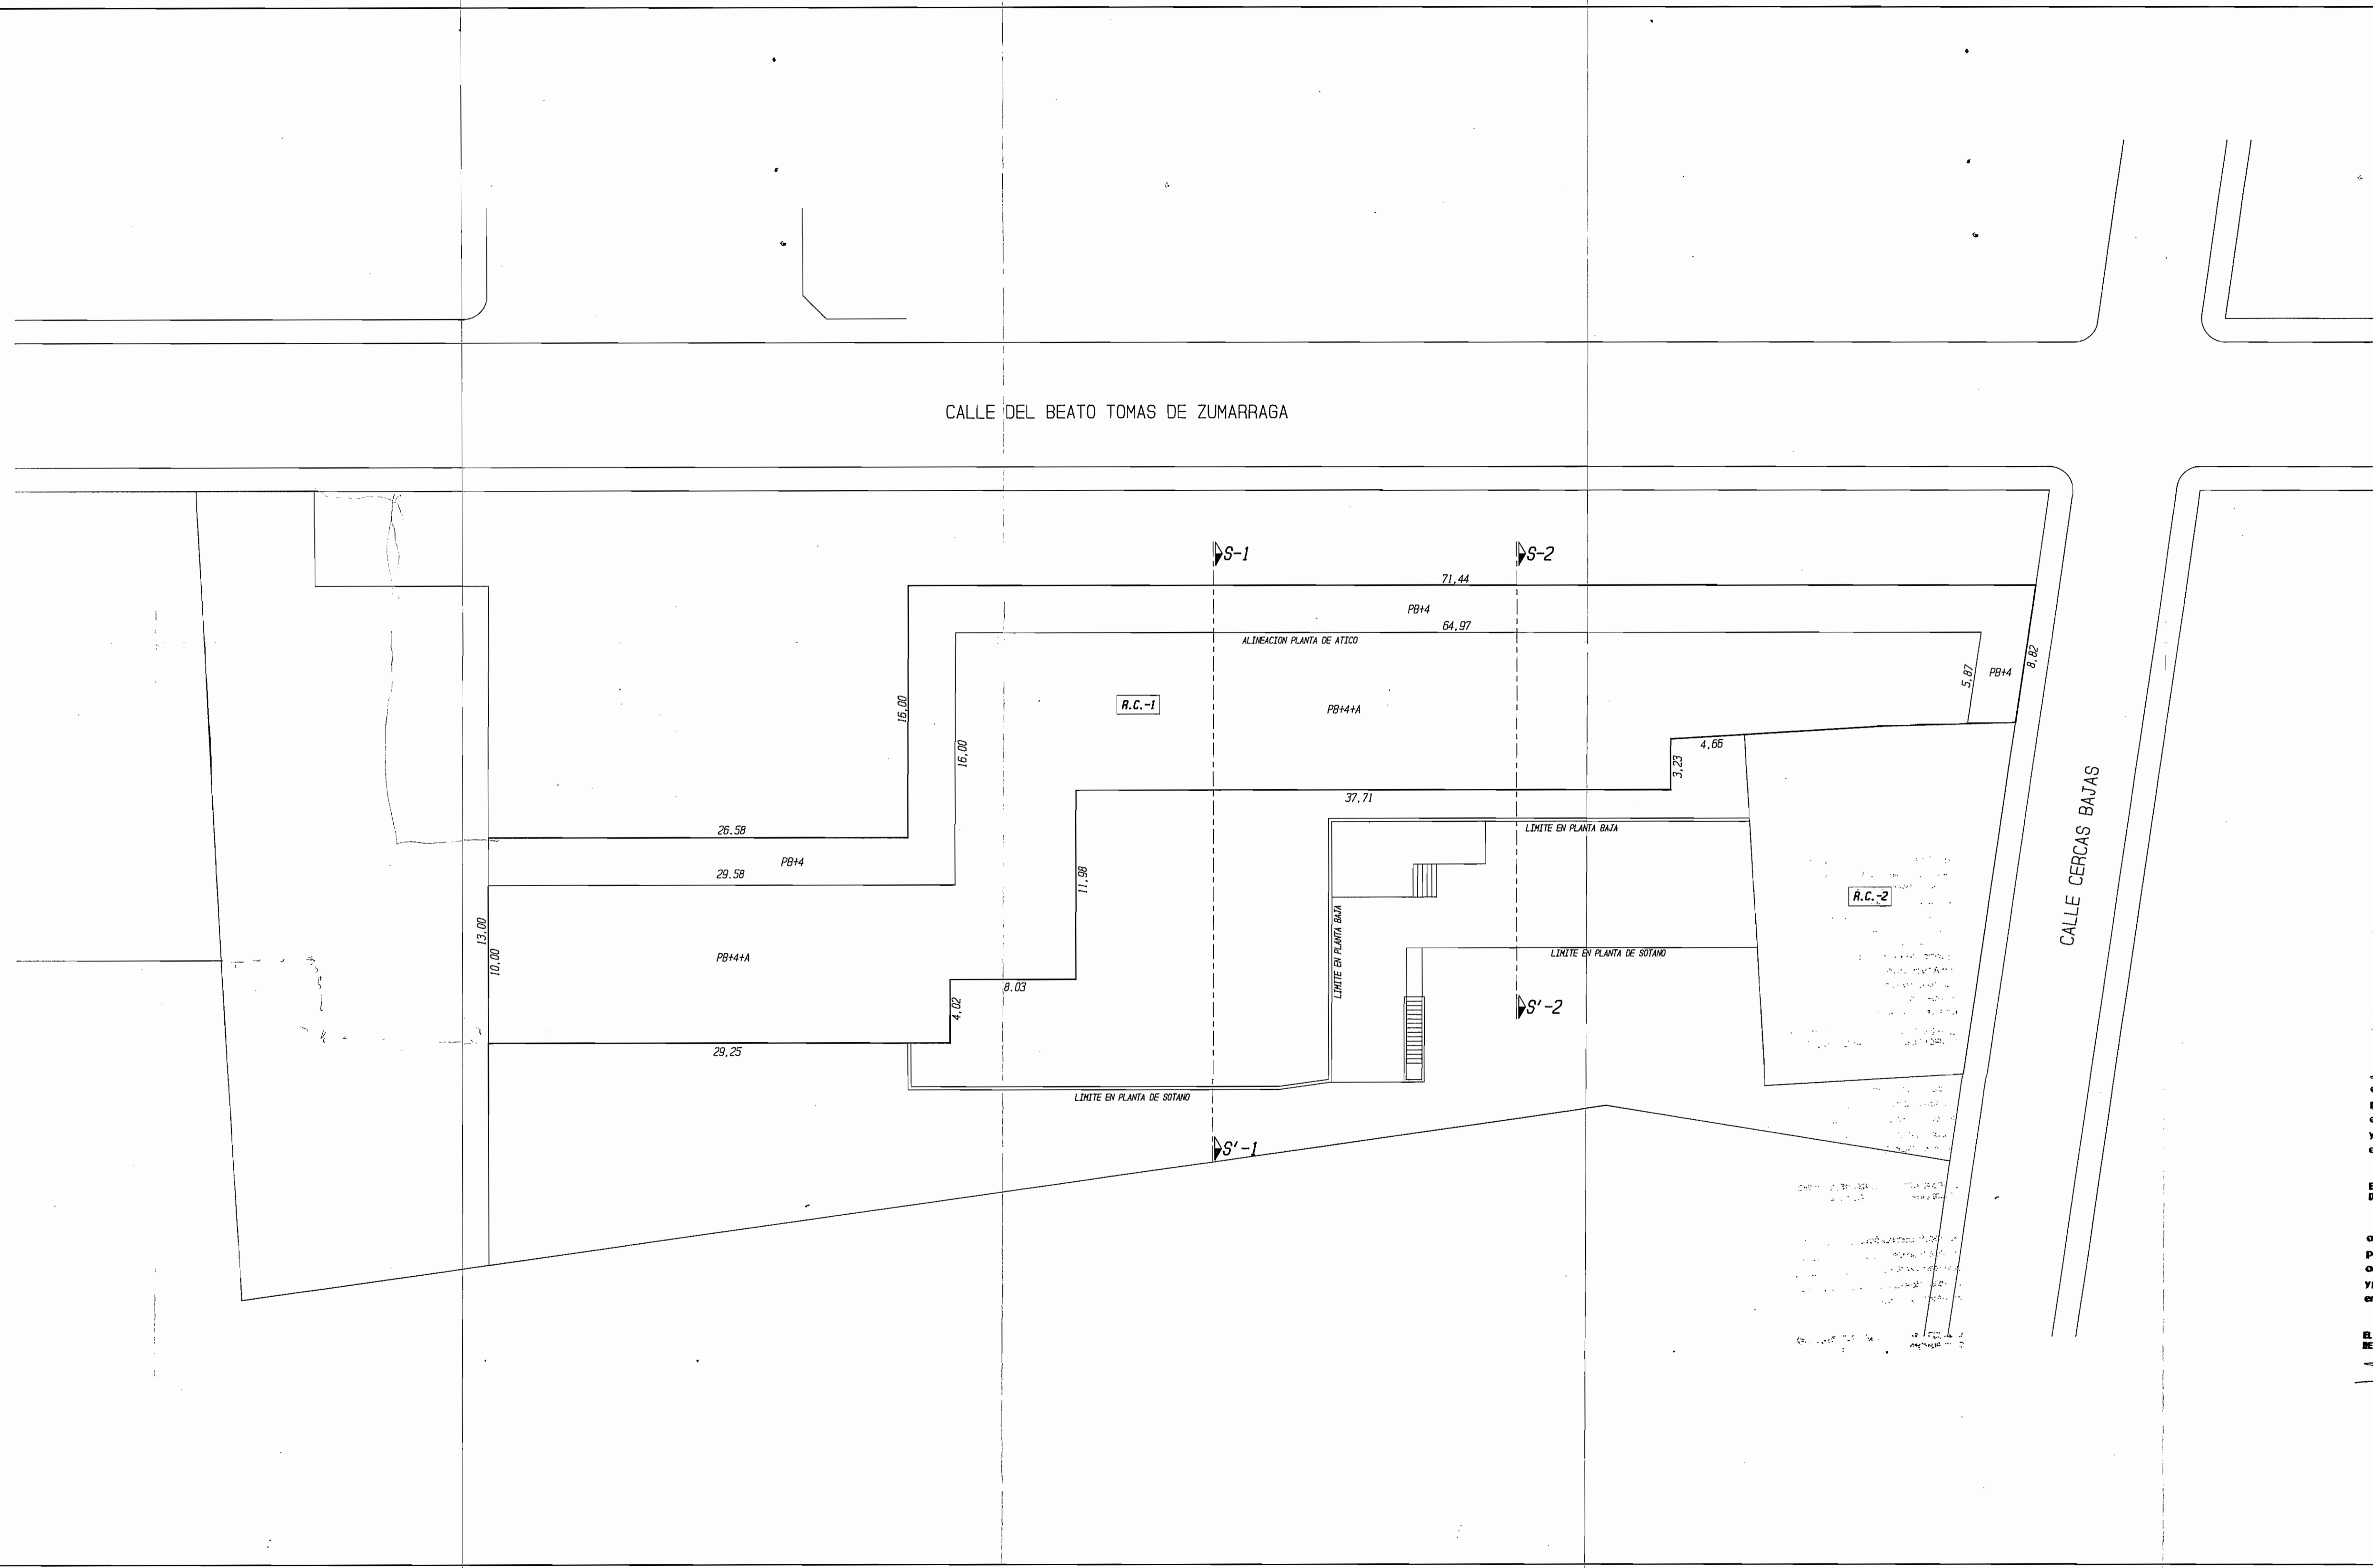 CALLE DEL BEATO TOMAS DE ZUMARRAGA
S-1
S-2
71,44
PB+4
64,97
ALINEACION PLANTA DE ATICO
8,82
5,87
PB+4
16,00
R.C.-1
PB+4+A
16,00
4,66
3,23
37,71
26.58
LIMITE EN PLANTA BAJA
CALLE CERCAS BAJAS
PB+4
29.58
11,98
R.C.-2
13,00
LIMITE EN PLANTA BAJA
10,00
PB+4+A
LIMITE EN PLANTA DE SOTANO
8.03
4,02
S'-2
29,25
LIMITE EN PLANTA DE SOTANO
S'-1